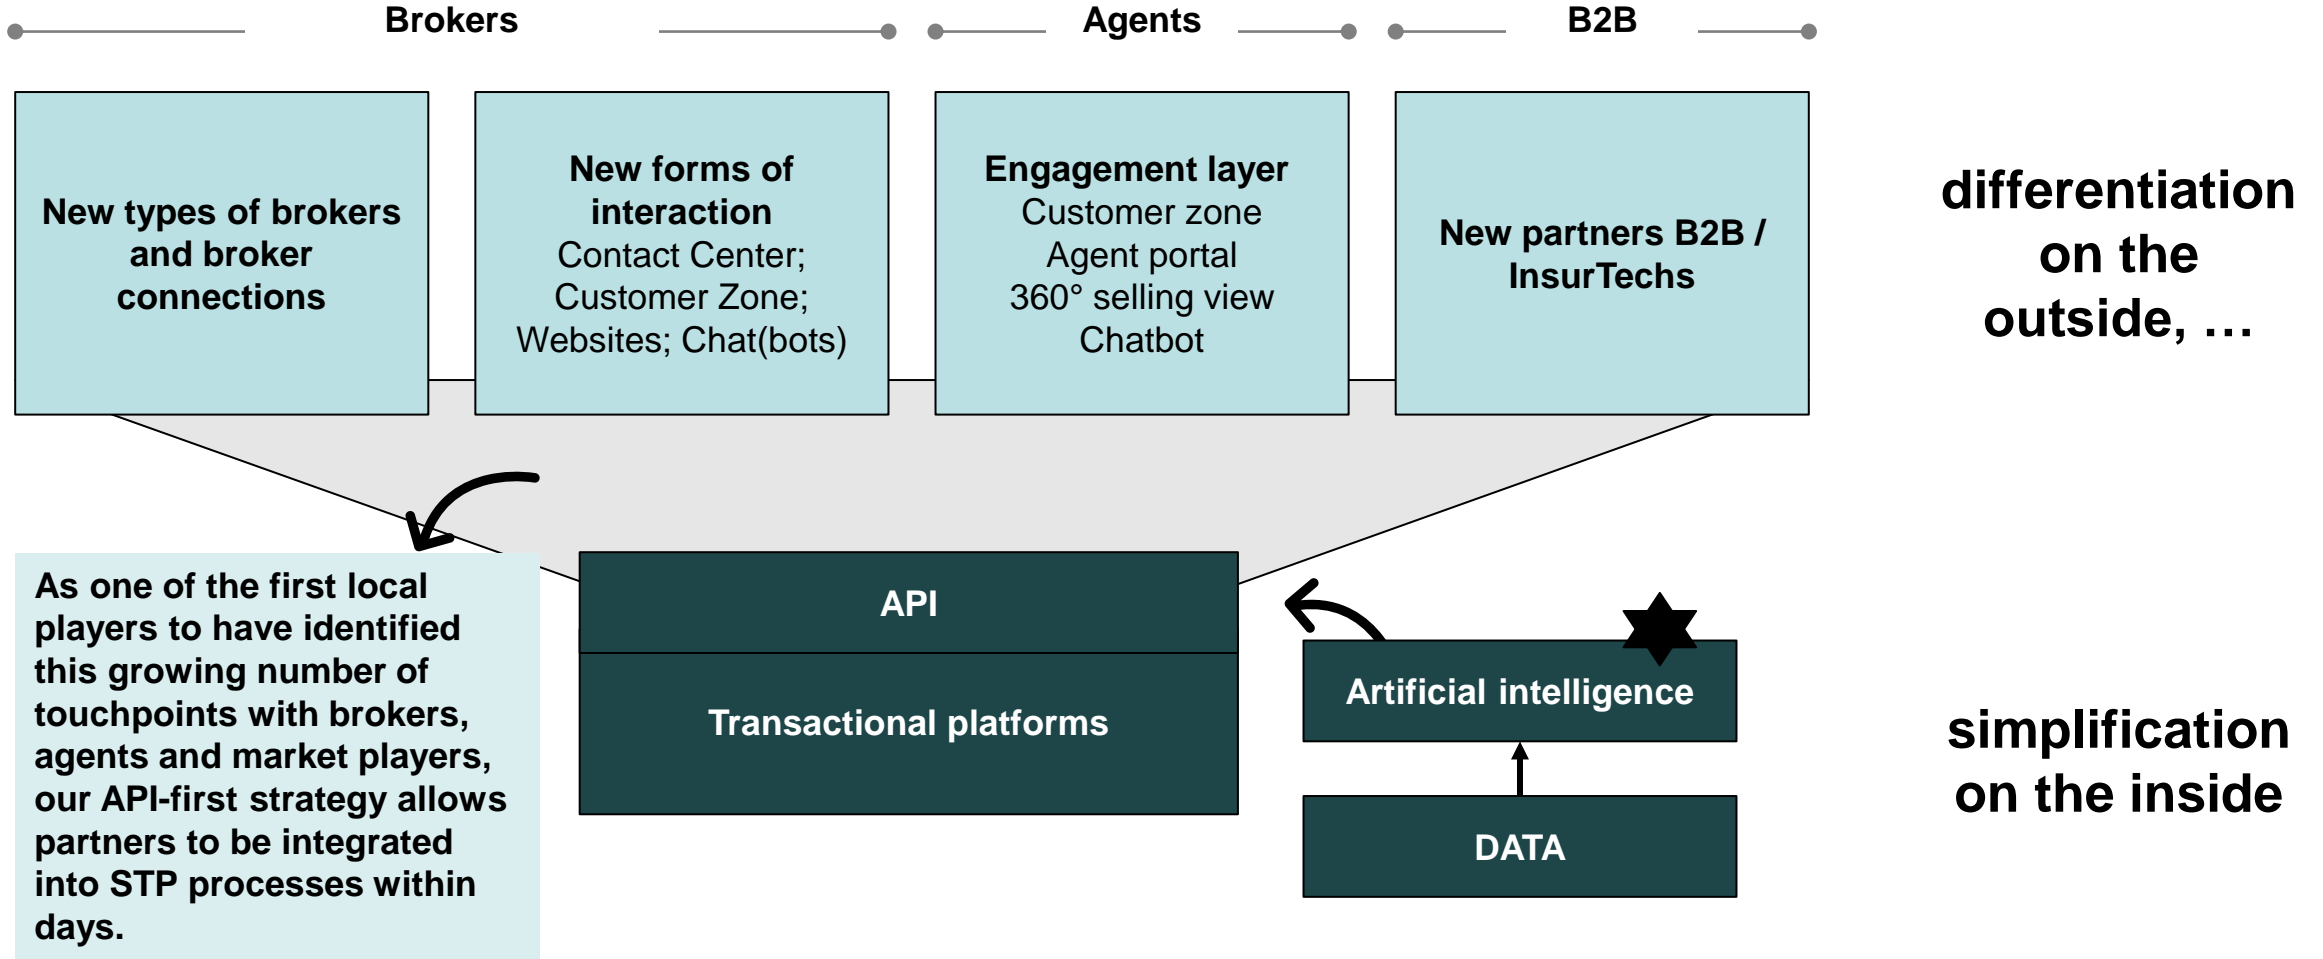 Brokers
Agents
B2B
New types of brokers
and broker
connections
New forms of
interaction
Contact Center;
Customer Zone;
Websites; Chat(bots)
Engagement layer
Customer zone
Agent portal
360° selling view
Chatbot
New partners B2B /
InsurTechs
differentiation
on the
outside, …
As one of the first local
players to have identified
this growing number of
touchpoints with brokers,
agents and market players,
our API-first strategy allows
partners to be integrated
into STP processes within
days.
API
Transactional platforms
Artificial intelligence
DATA
simplification
on the inside